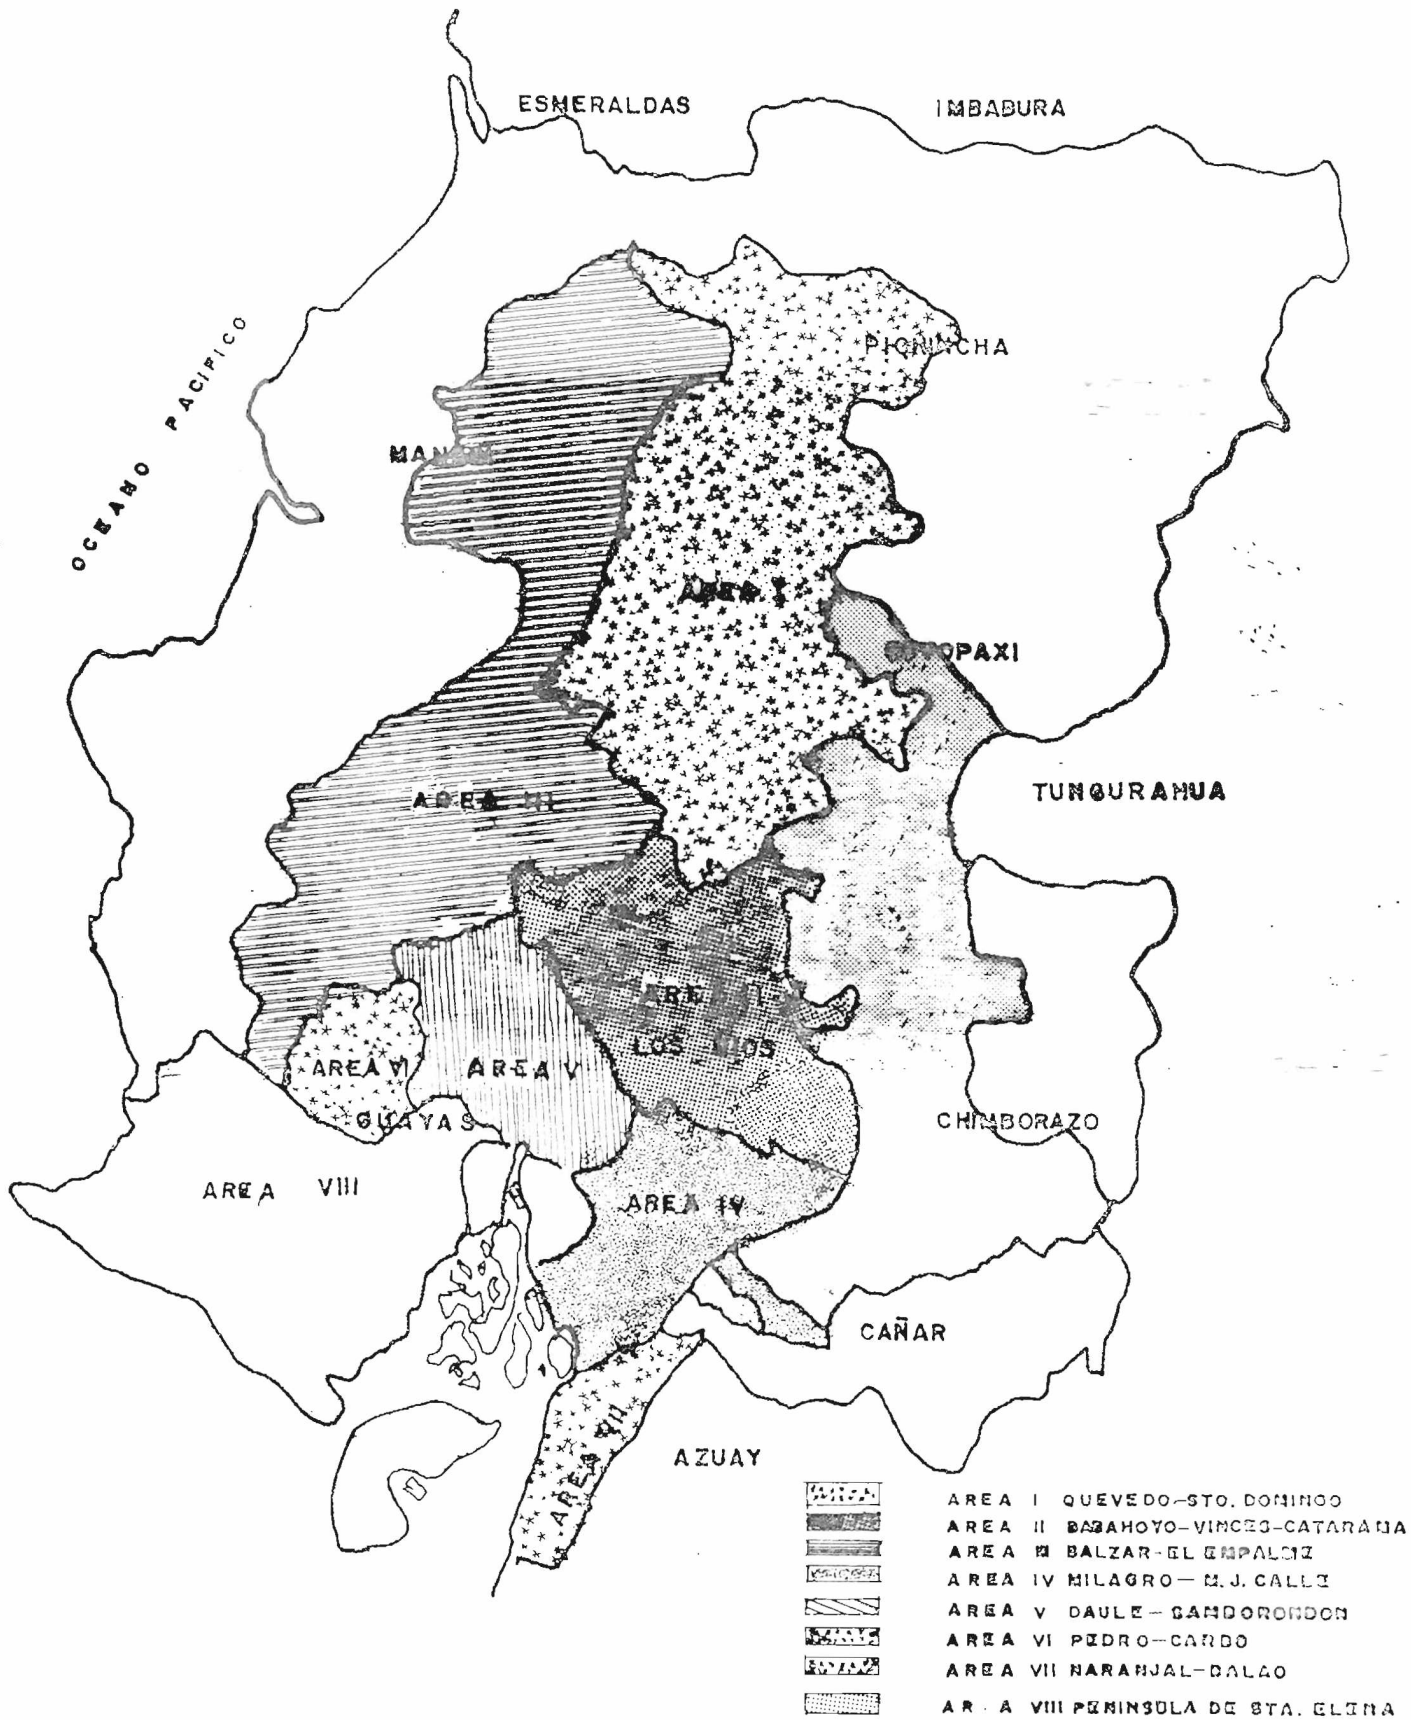 ESMERALDAS
IMBABURA
OCEANO PACIFICO
PICHINCHA
AREA I
COTOPAXI
TUNGURAHUA
AREA III
AREA II
LOS RIOS
AREA VI
AREA V
GUAYAS
CHIMBORAZO
AREA VIII
AREA IV
CAÑAR
AREA VII
AZUAY
AREA I QUEVEDO-STO. DOMINGO
AREA II BABAHOYO-VINCES-CATARAMA
AREA III BALZAR-EL EMPALME
AREA IV MILAGRO-M.J. CALLE
AREA V DAULE-SAMBORONDON
AREA VI PEDRO-CARBO
AREA VII NARANJAL-BALAO
AR A VIII PENINSULA DE STA. ELENA